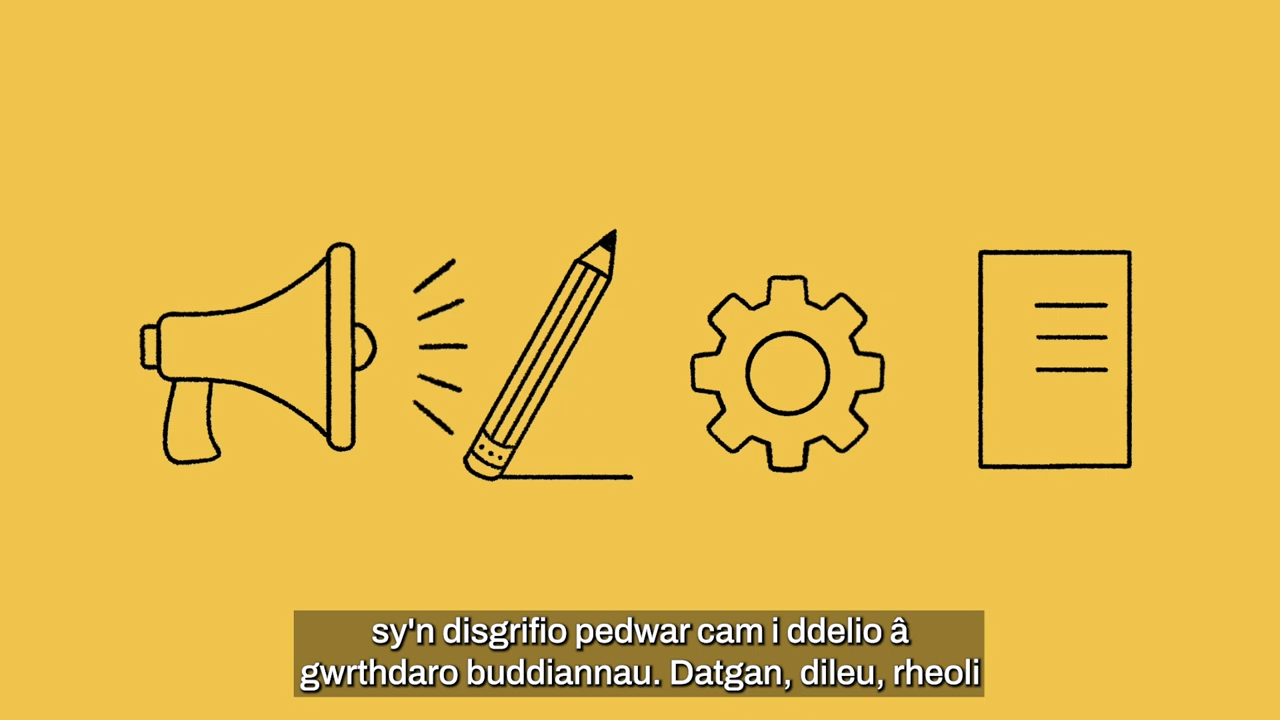 sy'n disgrifio pedwar cam i ddelio â
gwrthdaro buddiannau. Datgan, dileu, rheoli